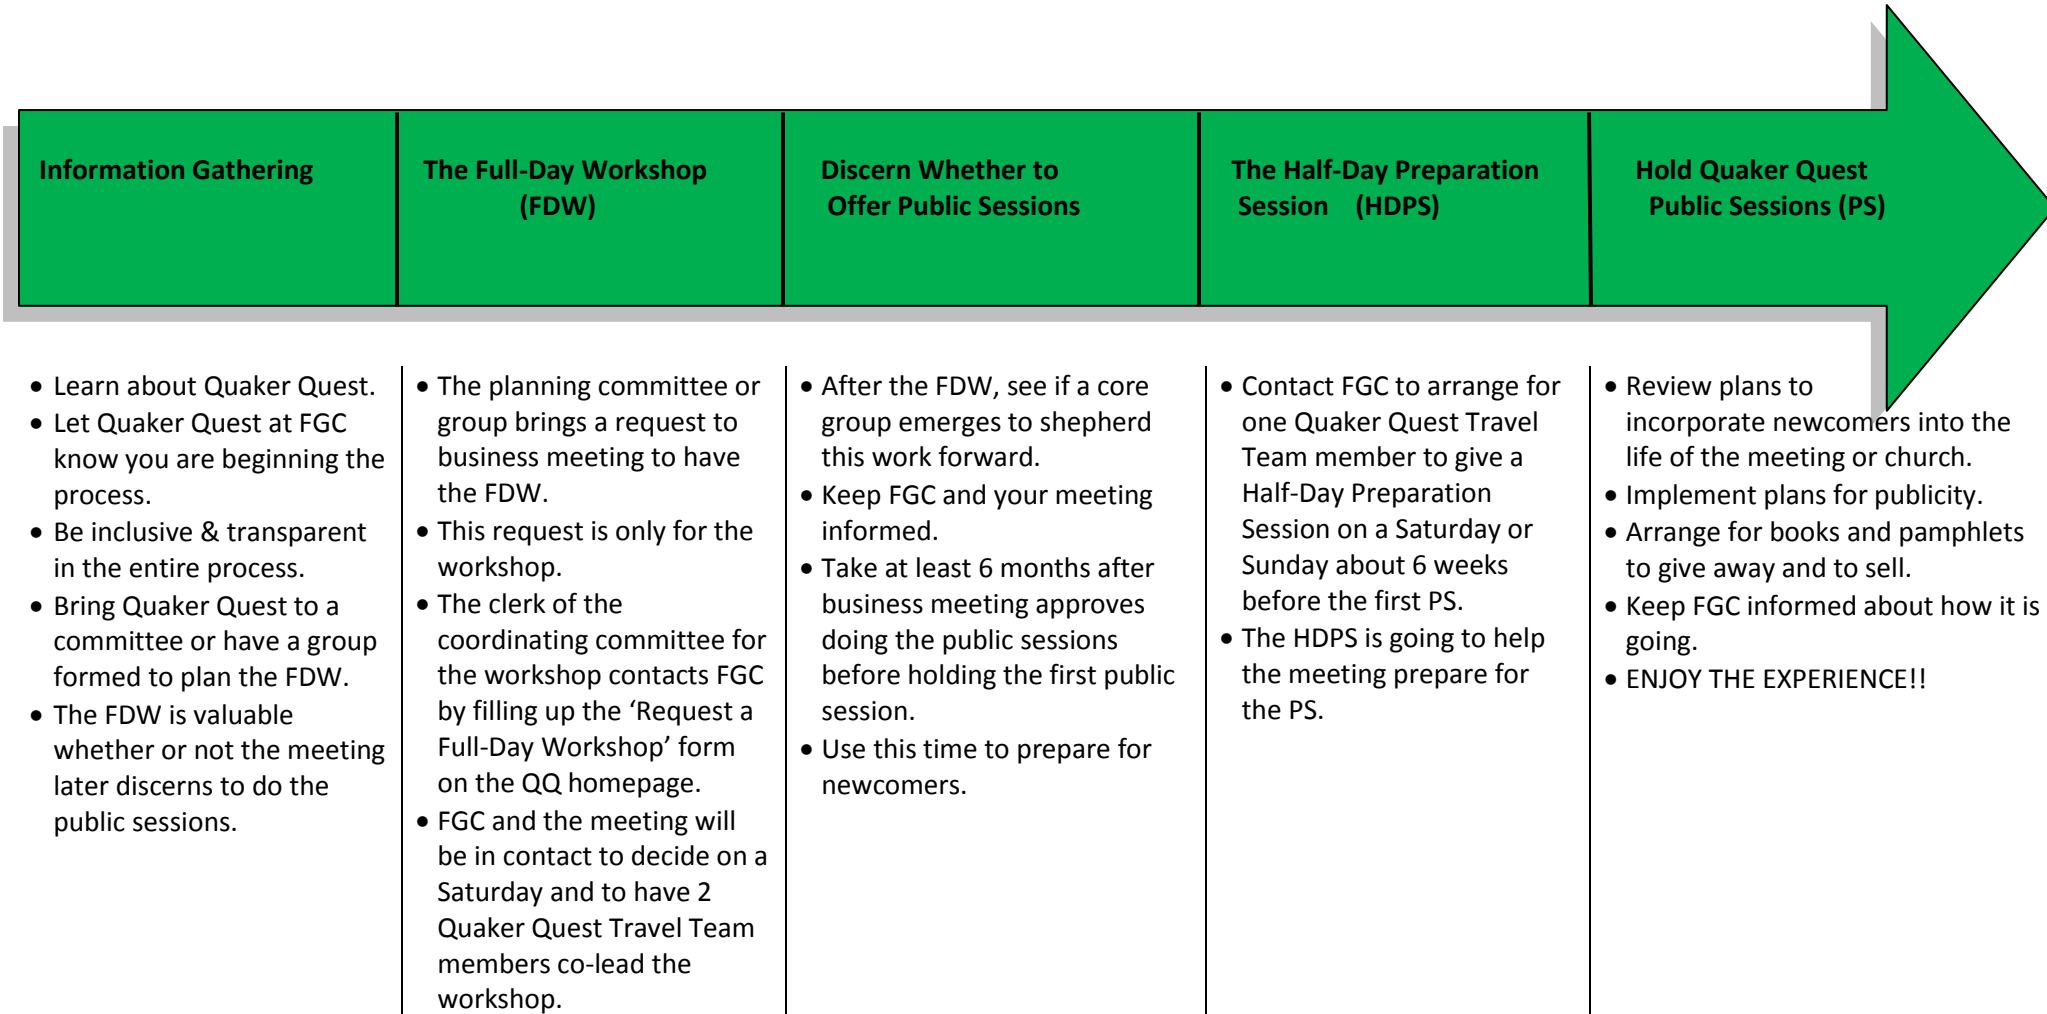 Information Gathering
The Full-Day Workshop
(FDW)
Discern Whether to
Offer Public Sessions
The Half-Day Preparation
Session (HDPS)
Hold Quaker Quest
Public Sessions (PS)
• Learn about Quaker Quest.
• Let Quaker Quest at FGC
know you are beginning the
process.
• Be inclusive & transparent
in the entire process.
• Bring Quaker Quest to a
committee or have a group
formed to plan the FDW.
• The FDW is valuable
whether or not the meeting
later discerns to do the
public sessions.
• The planning committee or
group brings a request to
business meeting to have
the FDW.
• This request is only for the
workshop.
• The clerk of the
coordinating committee for
the workshop contacts FGC
by filling up the ‘Request a
Full-Day Workshop’ form
on the QQ homepage.
• FGC and the meeting will
be in contact to decide on a
Saturday and to have 2
Quaker Quest Travel Team
members co-lead the
workshop.
• After the FDW, see if a core
group emerges to shepherd
this work forward.
• Keep FGC and your meeting
informed.
• Take at least 6 months after
business meeting approves
doing the public sessions
before holding the first public
session.
• Use this time to prepare for
newcomers.
• Contact FGC to arrange for
one Quaker Quest Travel
Team member to give a
Half-Day Preparation
Session on a Saturday or
Sunday about 6 weeks
before the first PS.
• The HDPS is going to help
the meeting prepare for
the PS.
• Review plans to
incorporate newcomers into the
life of the meeting or church.
• Implement plans for publicity.
• Arrange for books and pamphlets
to give away and to sell.
• Keep FGC informed about how it is
going.
• ENJOY THE EXPERIENCE!!